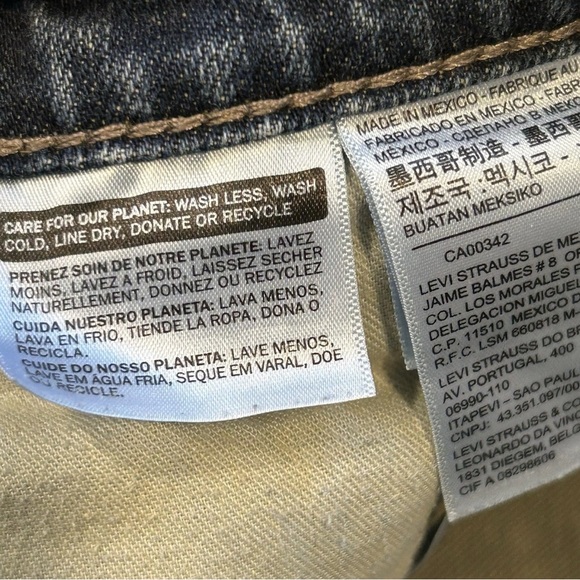 CARE FOR OUR PLANET: WASH LESS, WASH
COLD, LINE DRY, DONATE OR RECYCLE
PRENEZ SOIN DE NOTRE PLANETE: LAVEZ
MOINS, LAVEZ À FROID, LAISSEZ SECHER
NATURELLEMENT, DONNEZ OU RECYCLEZ
CUIDA NUESTRO PLANETA: LAVA MENOS,
LAVA EN FRIO, TIENDE LA ROPA, DONA O
RECICLA.
CUIDE DO NOSSO PLANETA: LAVE MENOS,
LAVE EM ÁGUA FRIA, SEQUE EM VARAL, DOE
MADE IN MEXICO - FABRIQUE AU
FABRICADO EN MEXICO - FABR
MÉXICO - СДЕЛАНО В МЕКС
墨西哥制造 - 墨西
제조국 : 멕시코 -
BUATAN MEKSIKO
CA00342
LEVI STRAUSS DE ME
JAIME BALMES # 8 OF
COL. LOS MORALES P
DELEGACION MIGUEL
C.P. 11510 MEXICO D
R.F.C. LSM 660818 M-
LEVI STRAUSS DO B
AV. PORTUGAL, 400
06990-110
ITAPEVI - SAO PAUL
CNPJ: 43.351.097/00
LEVI STRAUSS & CO
LEONARDO DA VINC
1831 DIEGEM, BELG
CIF A 08298606